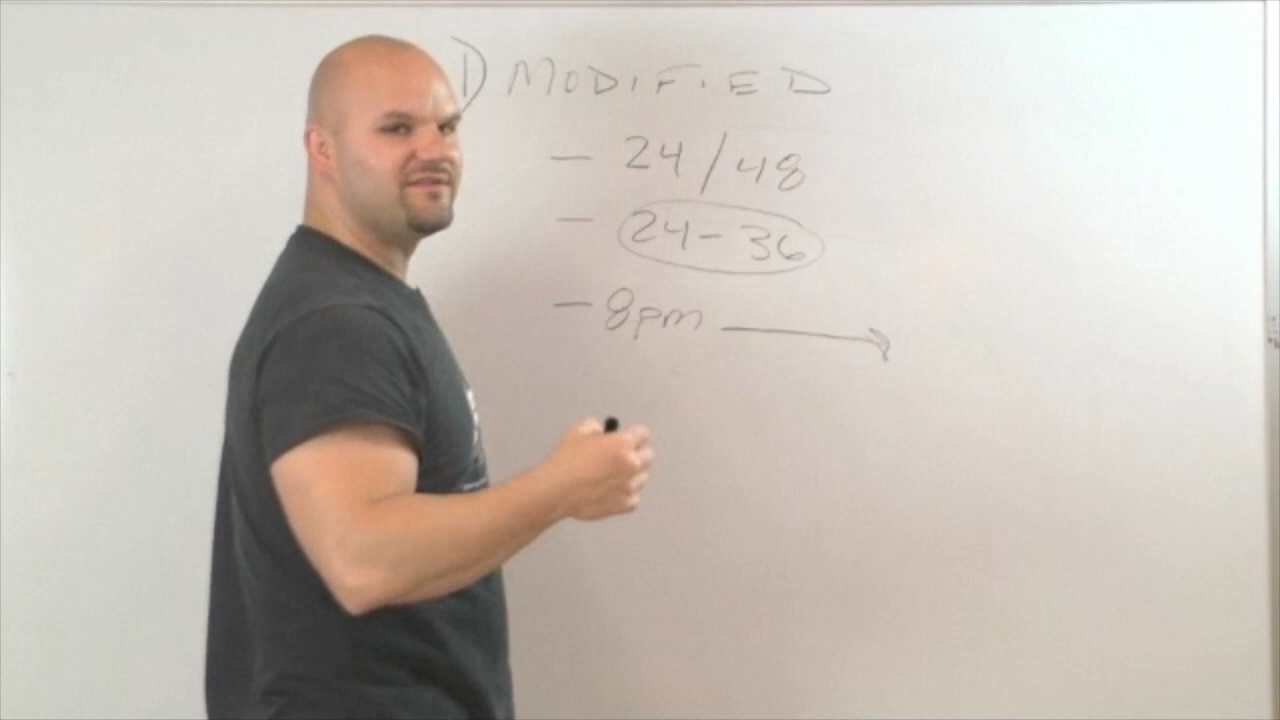 1) MODIFIED
— 24/48
— 24-36
— 8pm →